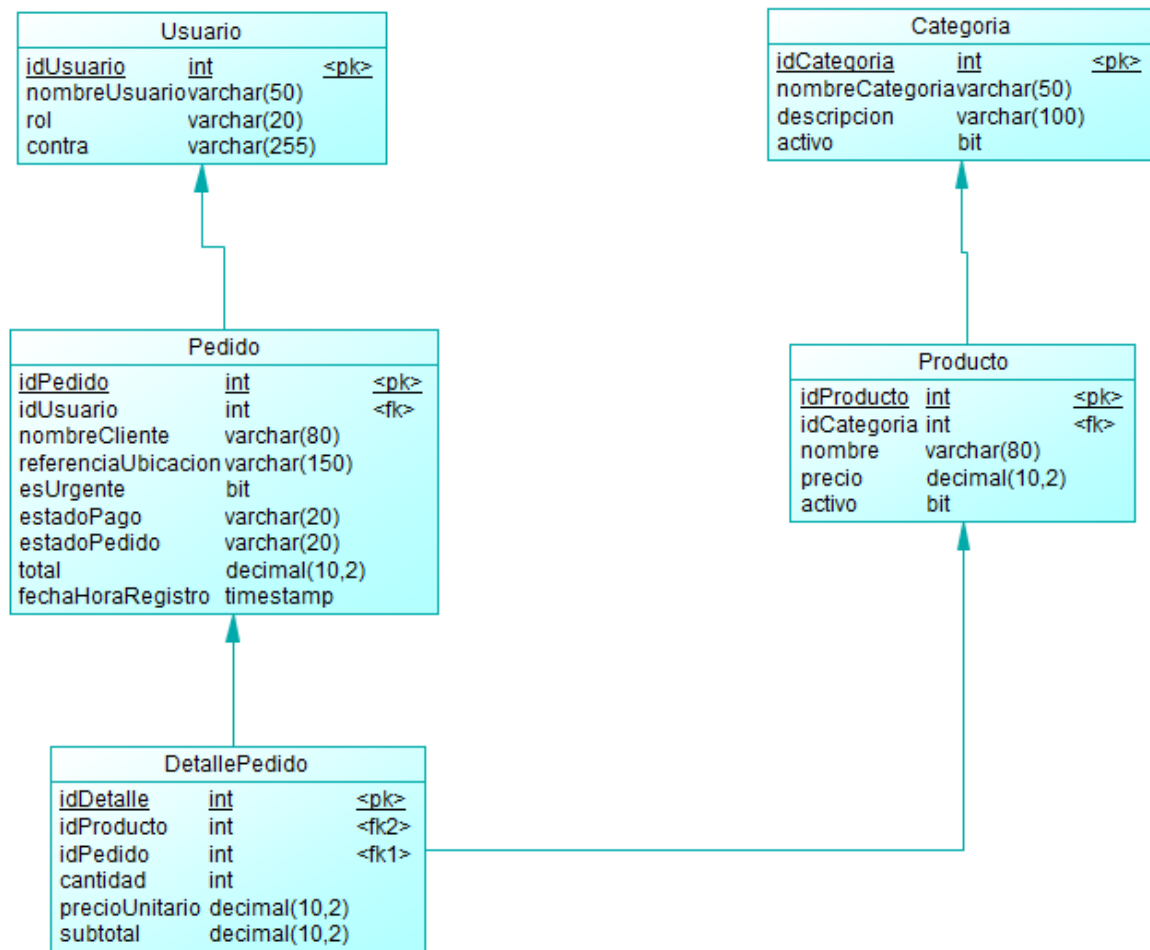 Usuario
idUsuario int <pk>
nombreUsuario varchar(50)
rol varchar(20)
contra varchar(255)
Categoria
idCategoria int <pk>
nombreCategoria varchar(50)
descripcion varchar(100)
activo bit
Pedido
idPedido int <pk>
idUsuario int <fk>
nombreCliente varchar(80)
referenciaUbicacion varchar(150)
esUrgente bit
estadoPago varchar(20)
estadoPedido varchar(20)
total decimal(10,2)
fechaHoraRegistro timestamp
Producto
idProducto int <pk>
idCategoria int <fk>
nombre varchar(80)
precio decimal(10,2)
activo bit
DetallePedido
idDetalle int <pk>
idProducto int <fk2>
idPedido int <fk1>
cantidad int
precioUnitario decimal(10,2)
subtotal decimal(10,2)